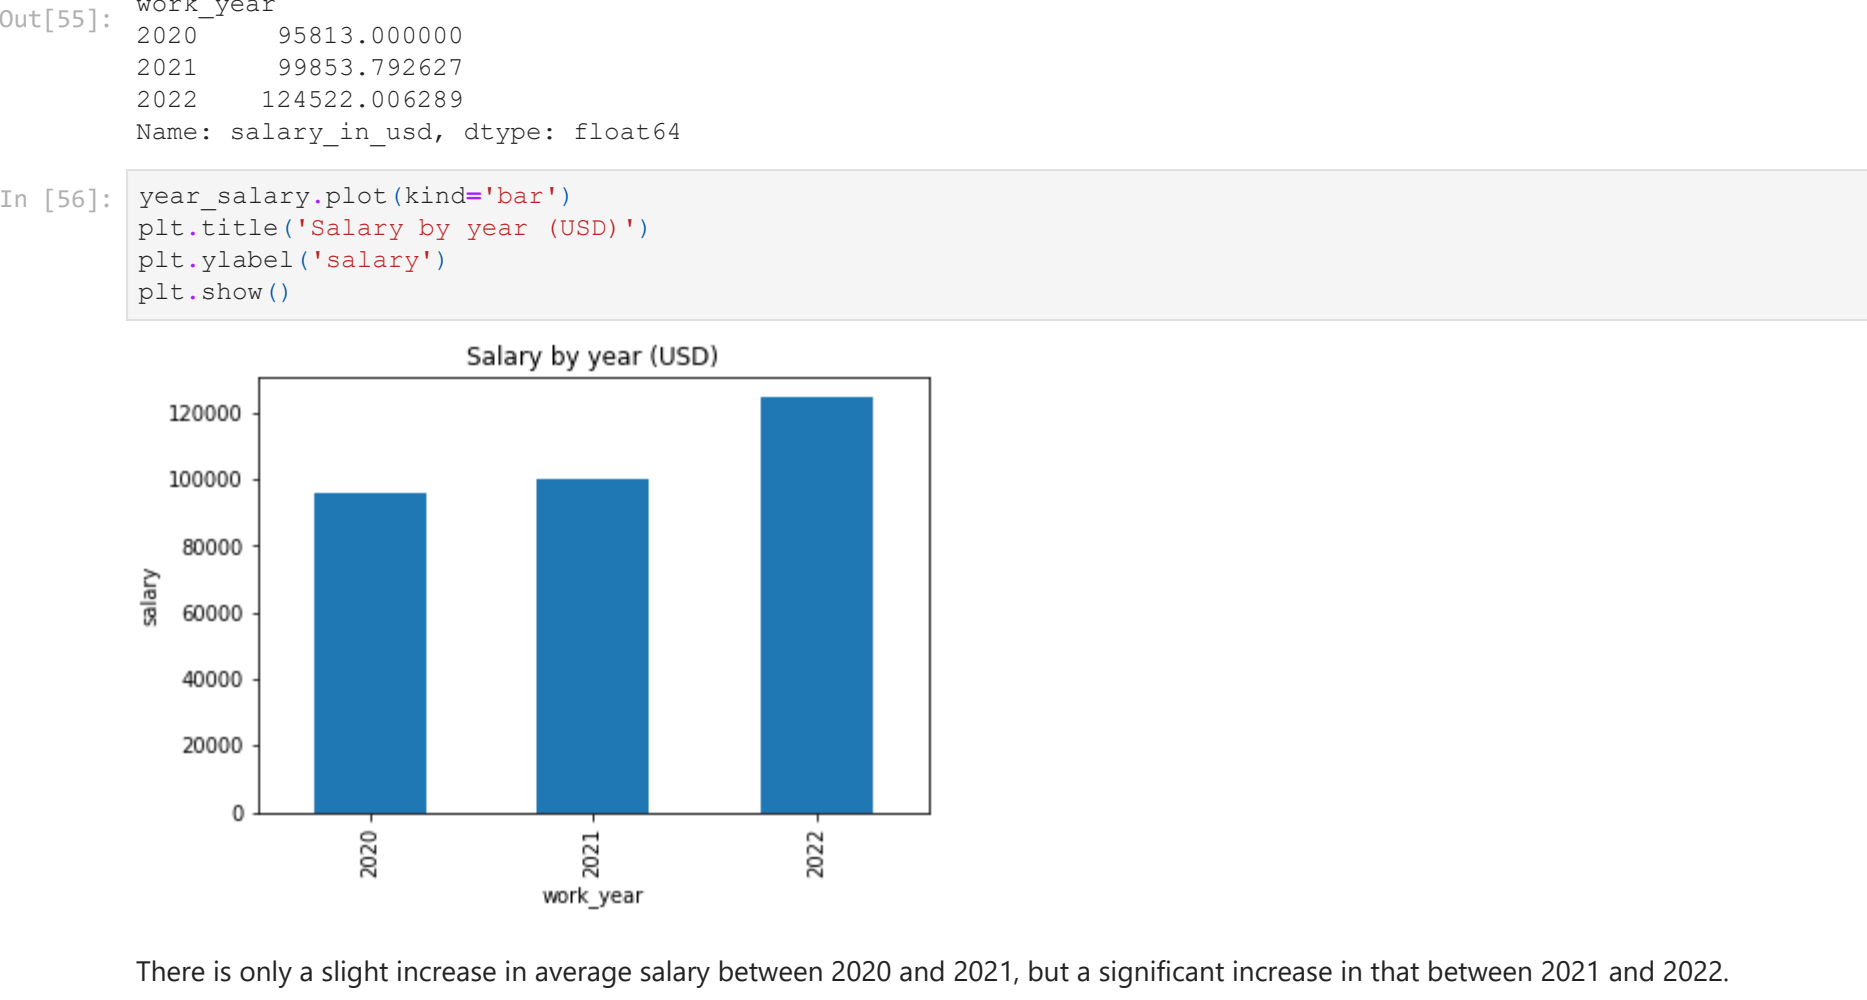 work_year
Out[55]:
2020 95813.000000
2021 99853.792627
2022 124522.006289
Name: salary_in_usd, dtype: float64
In [56]:
year_salary.plot(kind='bar')
plt.title('Salary by year (USD)')
plt.ylabel('salary')
plt.show()
Salary by year (USD)
120000
100000
80000
60000
40000
20000
0
salary
2020 2021 2022
work_year
There is only a slight increase in average salary between 2020 and 2021, but a significant increase in that between 2021 and 2022.